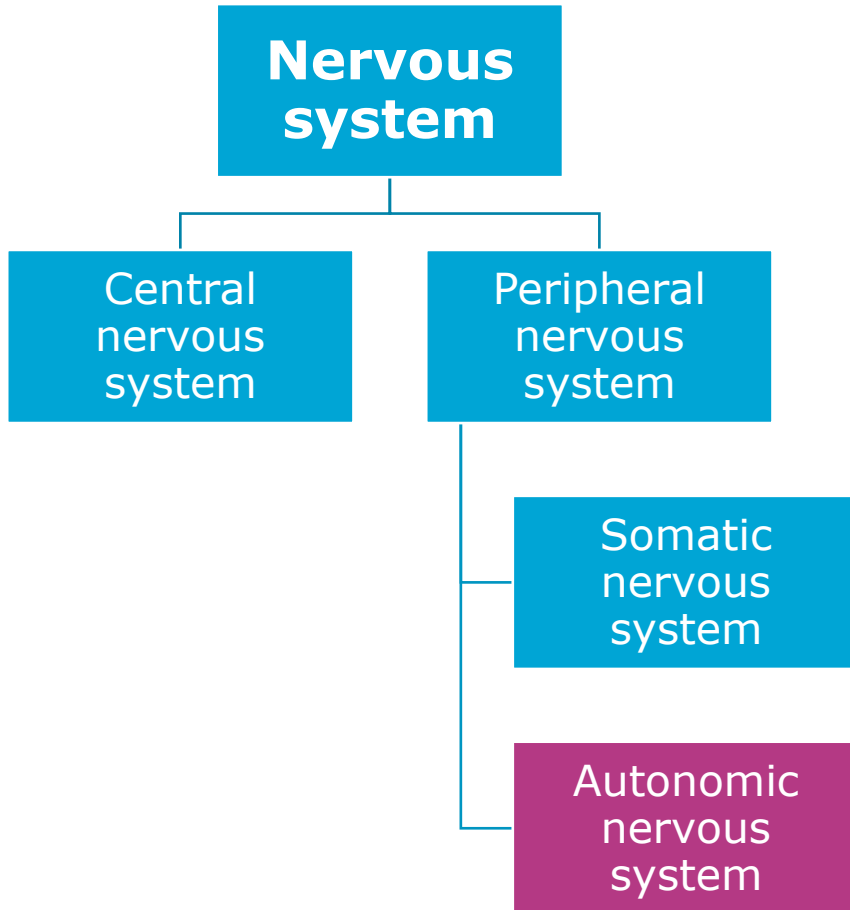 Nervous
system
Central
nervous
system
Peripheral
nervous
system
Somatic
nervous
system
Autonomic
nervous
system